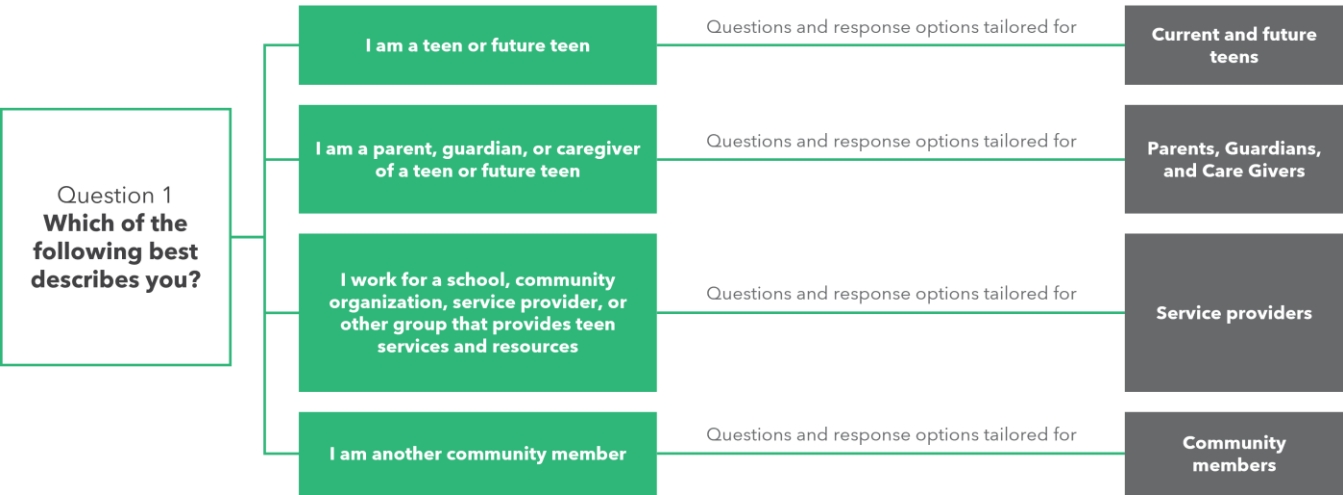 Question 1
Which of the
following best
describes you?
I am a teen or future teen
Questions and response options tailored for
Current and future
teens
I am a parent, guardian, or caregiver
of a teen or future teen
Questions and response options tailored for
Parents, Guardians,
and Care Givers
I work for a school, community
organization, service provider, or
other group that provides teen
services and resources
Questions and response options tailored for
Service providers
I am another community member
Questions and response options tailored for
Community
members